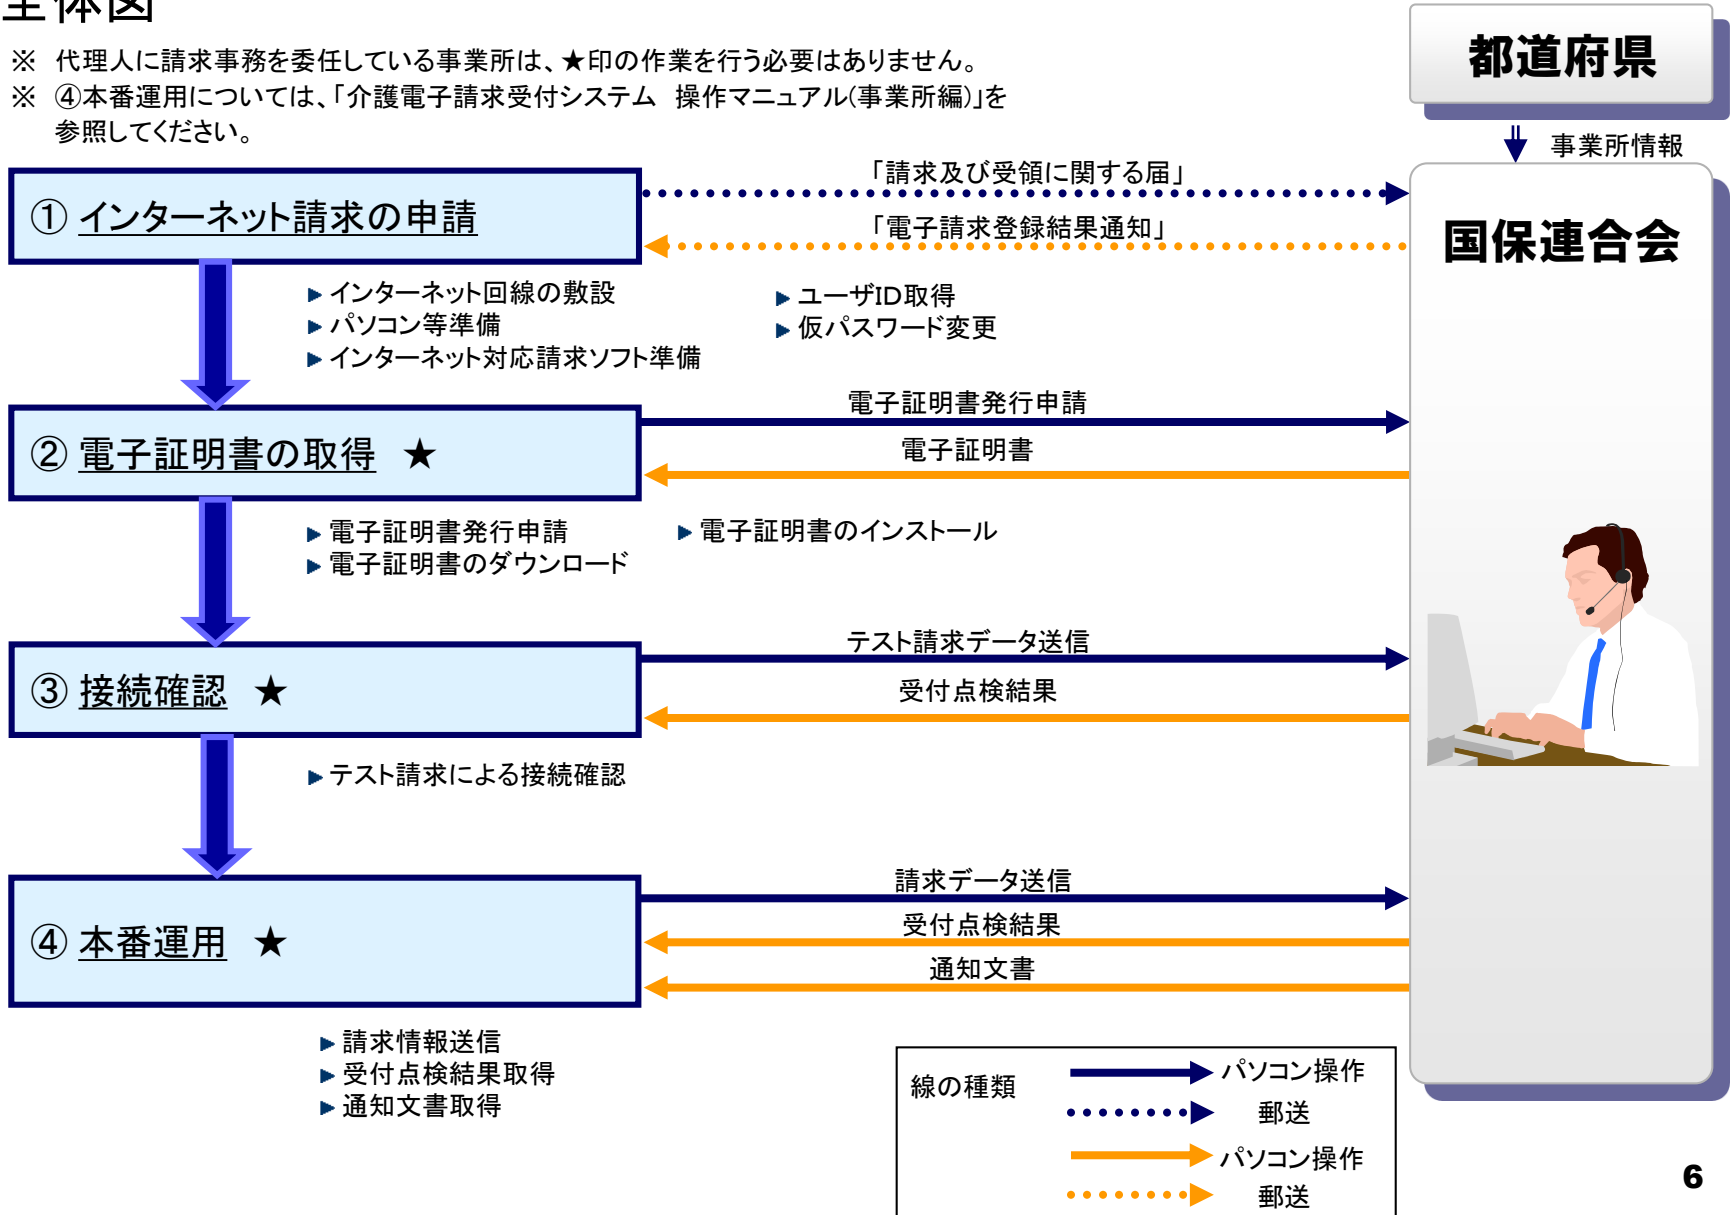 全体図
※ 代理人に請求事務を委任している事業所は、★印の作業を行う必要はありません。
※ ④本番運用については、「介護電子請求受付システム 操作マニュアル(事業所編)」を
参照してください。
都道府県
事業所情報
国保連合会
① インターネット請求の申請
「請求及び受領に関する届」
「電子請求登録結果通知」
▶ インターネット回線の敷設
▶ パソコン等準備
▶ インターネット対応請求ソフト準備
▶ ユーザID取得
▶ 仮パスワード変更
② 電子証明書の取得 ★
電子証明書発行申請
電子証明書
▶ 電子証明書発行申請
▶ 電子証明書のダウンロード
▶ 電子証明書のインストール
③ 接続確認 ★
テスト請求データ送信
受付点検結果
▶ テスト請求による接続確認
④ 本番運用 ★
請求データ送信
受付点検結果
通知文書
▶ 請求情報送信
▶ 受付点検結果取得
▶ 通知文書取得
線の種類
パソコン操作
郵送
パソコン操作
郵送
6